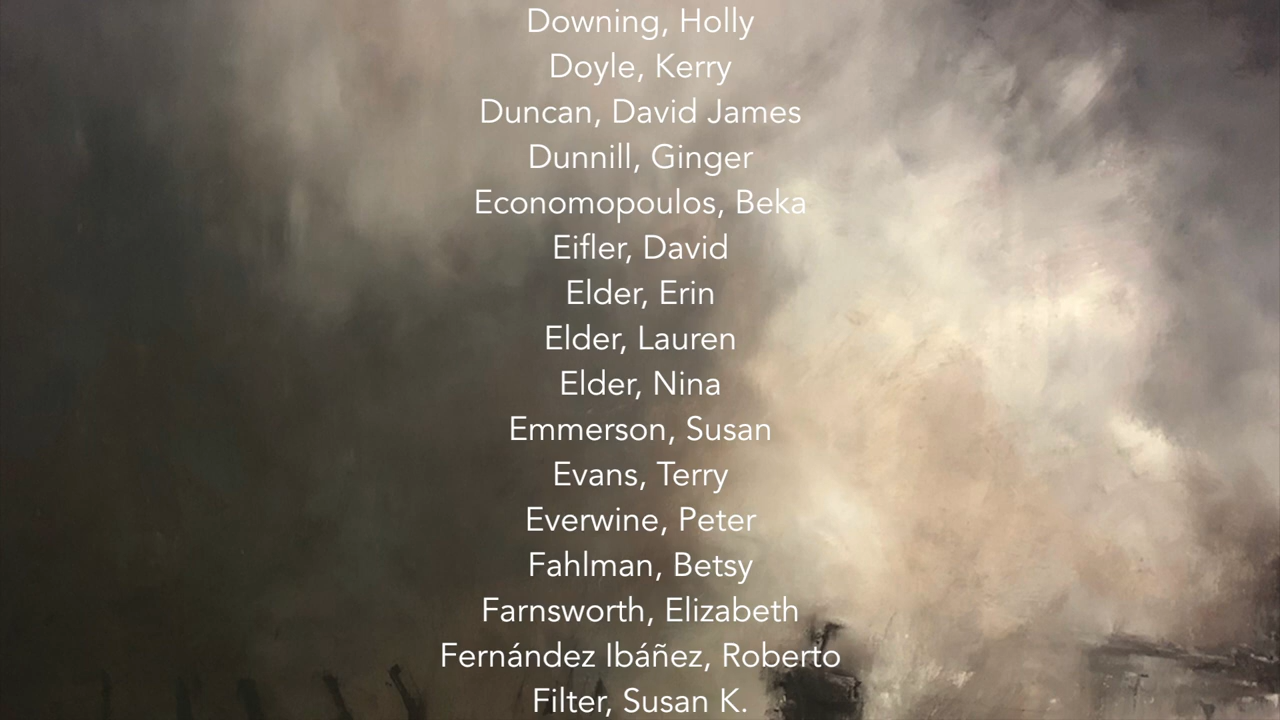 Downing, Holly
Doyle, Kerry
Duncan, David James
Dunnill, Ginger
Economopoulos, Beka
Eifler, David
Elder, Erin
Elder, Lauren
Elder, Nina
Emmerson, Susan
Evans, Terry
Everwine, Peter
Fahlman, Betsy
Farnsworth, Elizabeth
Fernández Ibáñez, Roberto
Filter, Susan K.